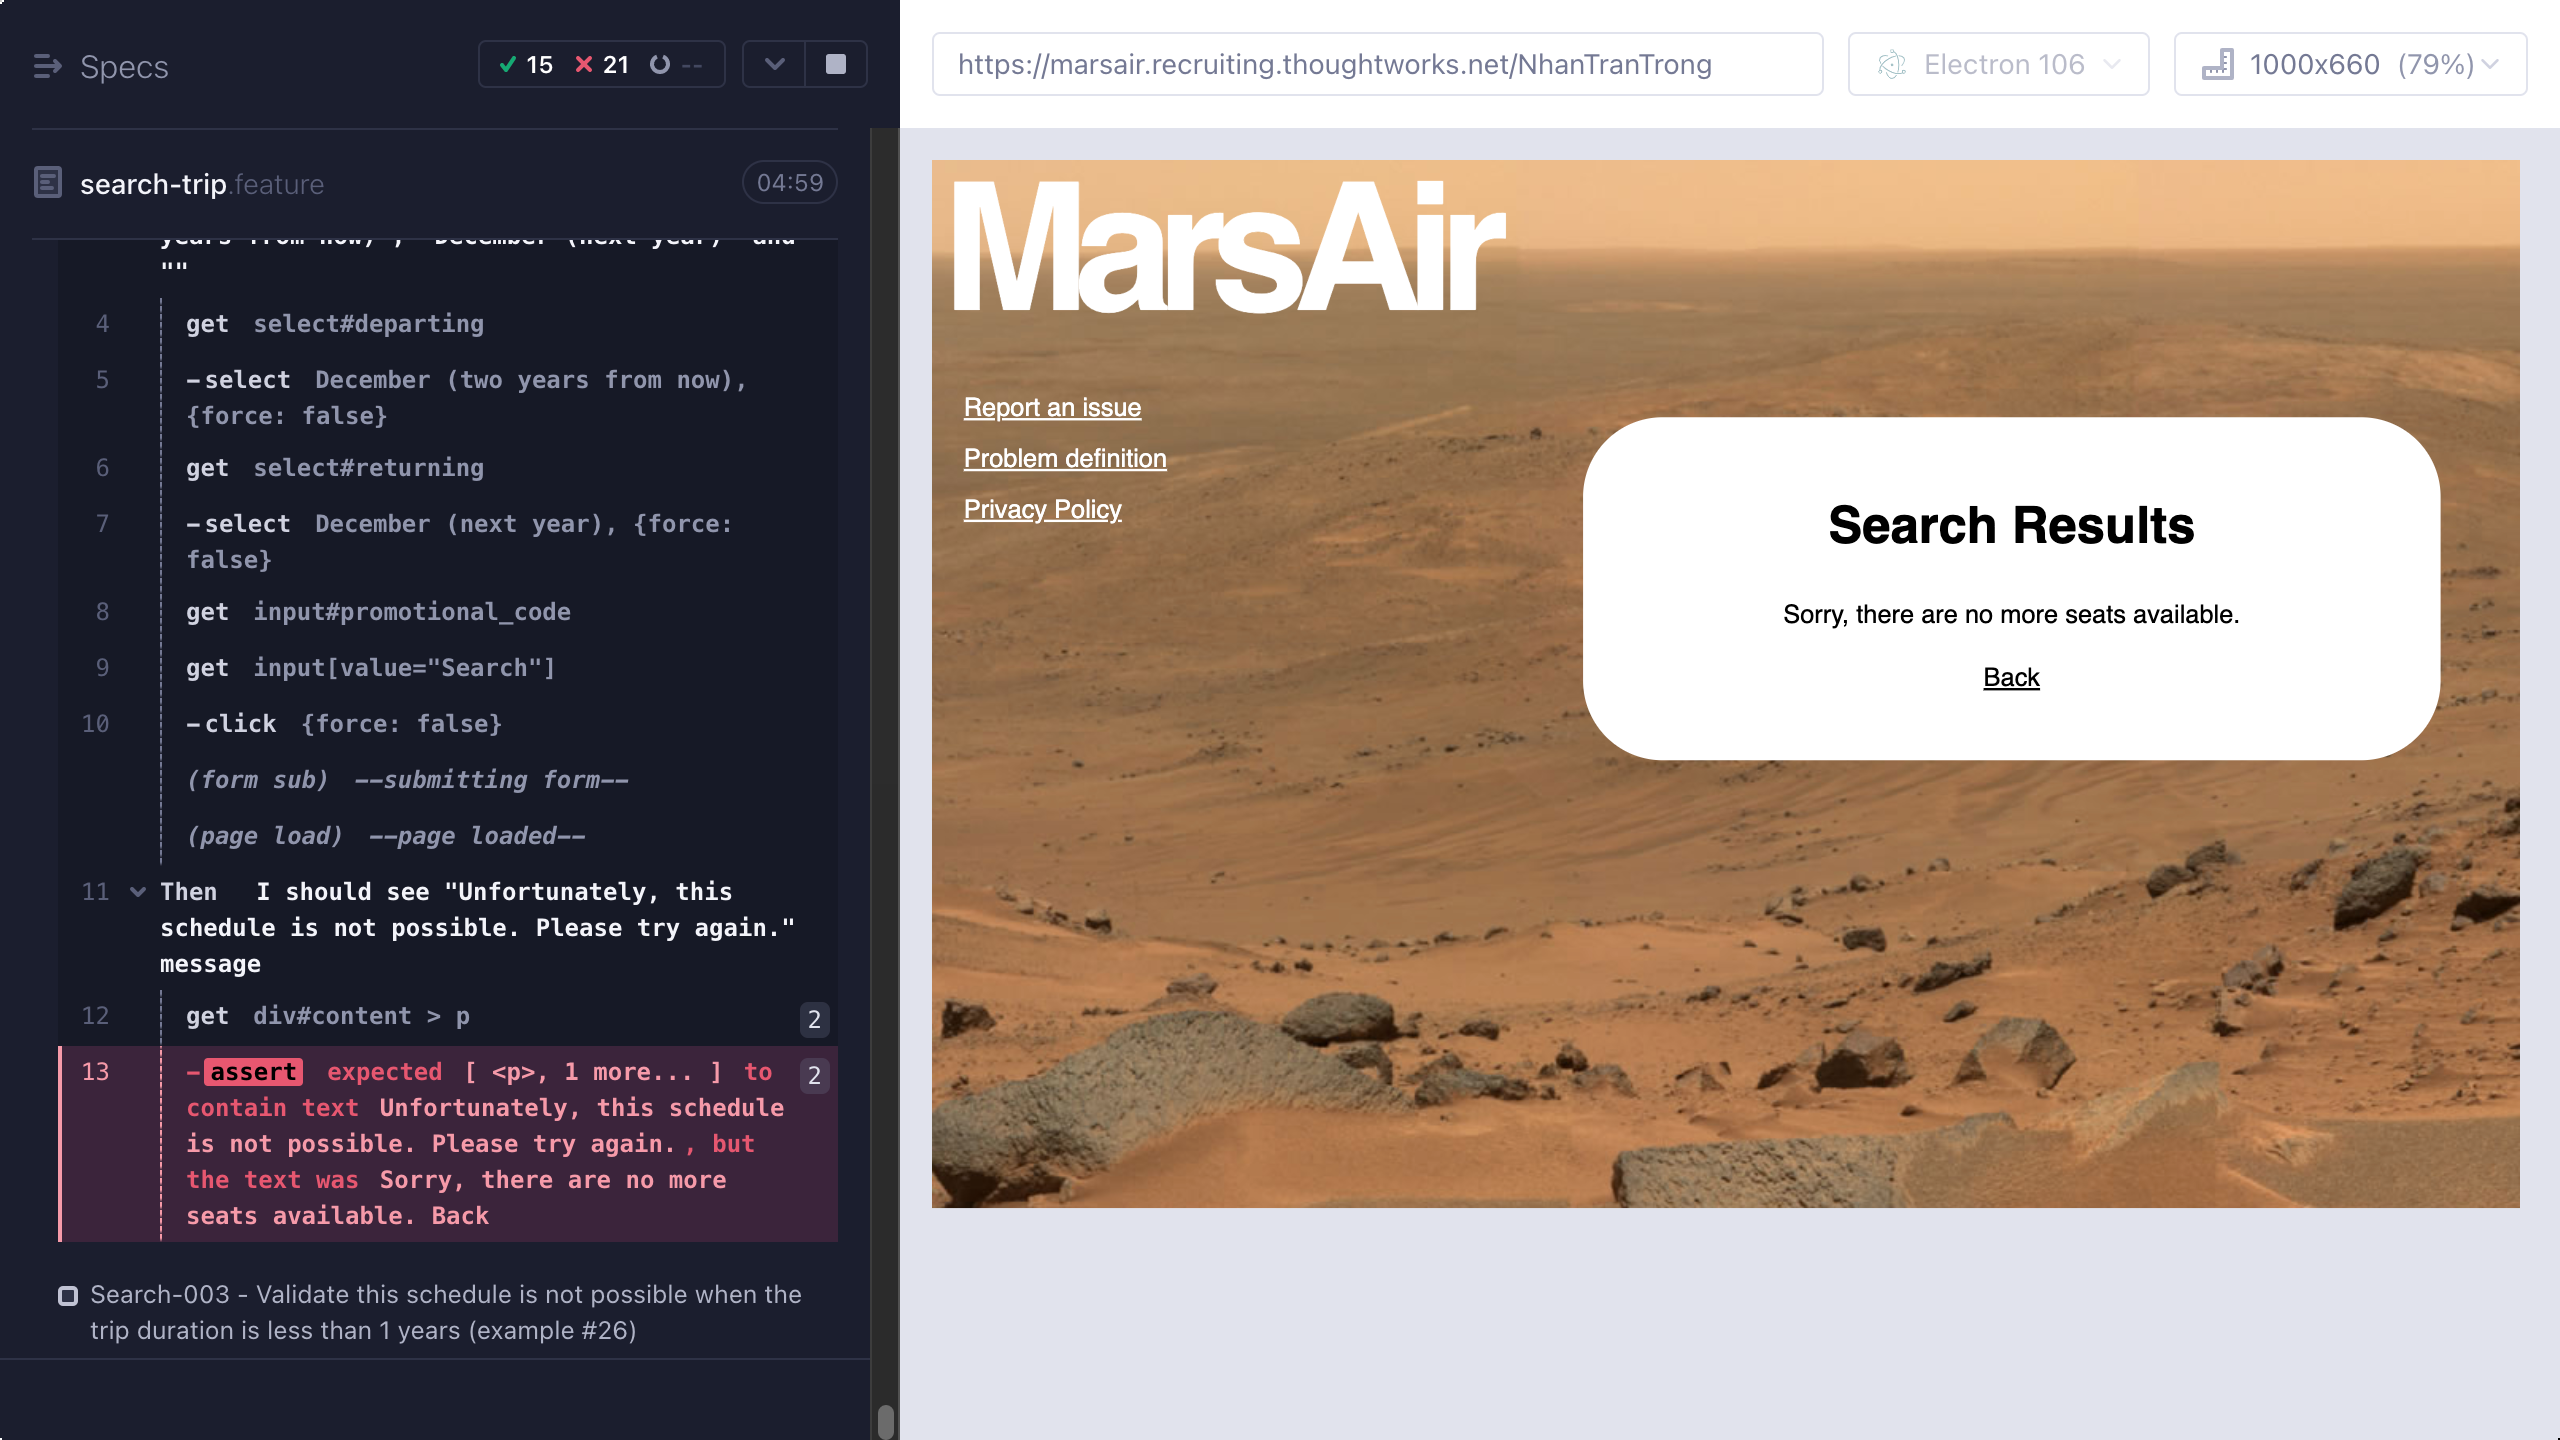 Specs
15 21 --
search-trip.feature
04:59
years from now)", "December (next year)" and
""
4 get select#departing
5 -select December (two years from now),
{force: false}
6 get select#returning
7 -select December (next year), {force:
false}
8 get input#promotional_code
9 get input[value="Search"]
10 -click {force: false}
(form sub) --submitting form--
(page load) --page loaded--
11 Then I should see "Unfortunately, this
schedule is not possible. Please try again."
message
12 get div#content > p 2
13 -assert expected [ <p>, 1 more... ] to 2
contain text Unfortunately, this schedule
is not possible. Please try again. , but
the text was Sorry, there are no more
seats available. Back
Search-003 - Validate this schedule is not possible when the
trip duration is less than 1 years (example #26)
https://marsair.recruiting.thoughtworks.net/NhanTranTrong
Electron 106
1000x660 (79%)
MarsAir
Report an issue
Problem definition
Privacy Policy
Search Results
Sorry, there are no more seats available.
Back